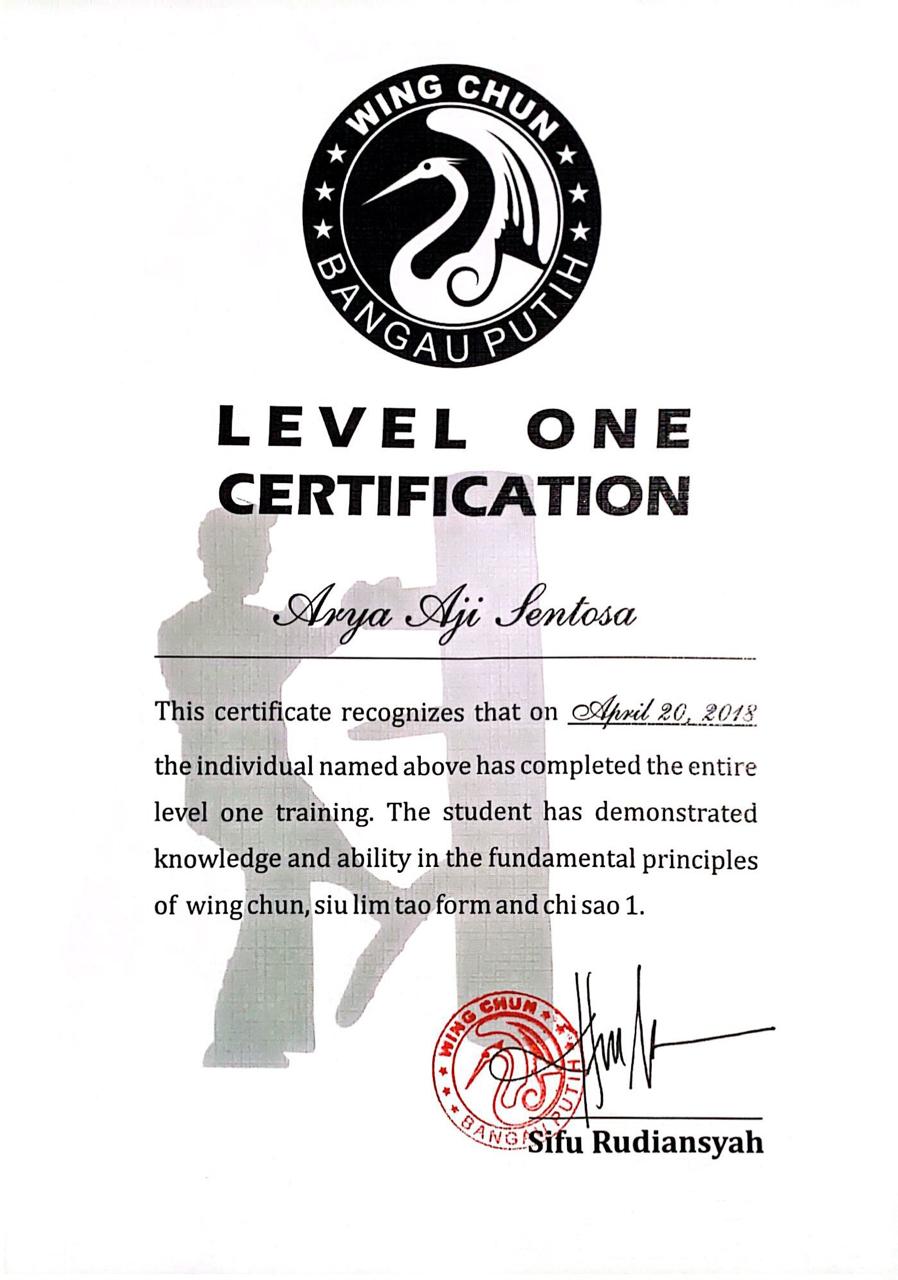 WING CHUN
BANGAU PUTIH
LEVEL ONE
CERTIFICATION
Arya Aji Sentosa
This certificate recognizes that on April 20, 2018
the individual named above has completed the entire
level one training. The student has demonstrated
knowledge and ability in the fundamental principles
of wing chun, siu lim tao form and chi sao 1.
WING CHUN
BANGAU PUTIH
Sifu Rudiansyah